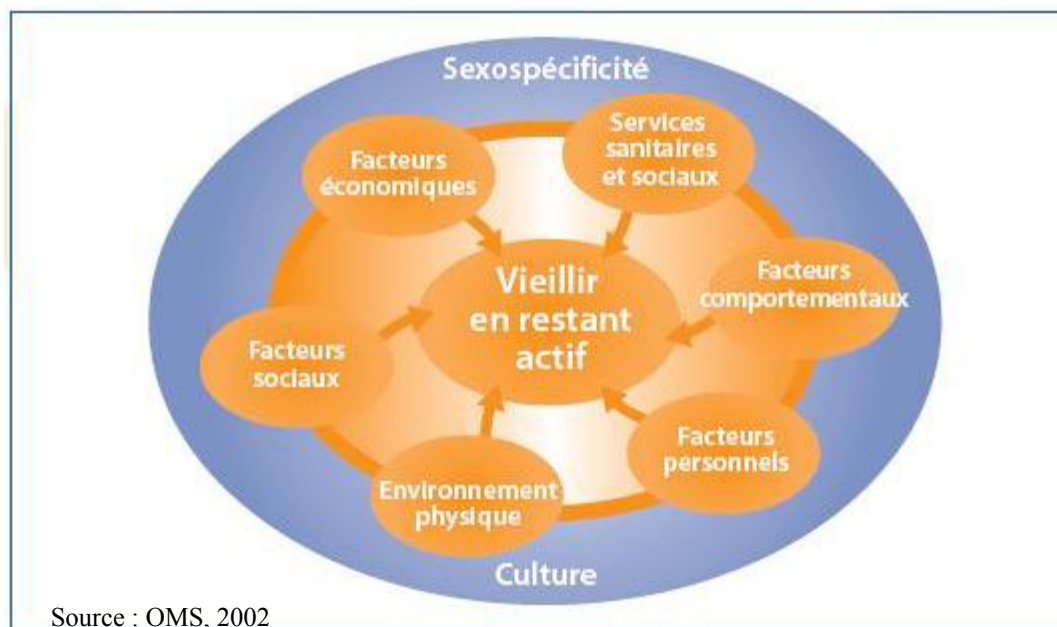 Sexospécificité
Facteurs
économiques
Services
sanitaires
et sociaux
Vieillir
en restant
actif
Facteurs
comportementaux
Facteurs
sociaux
Facteurs
personnels
Environnement
physique
Culture
Source : OMS, 2002